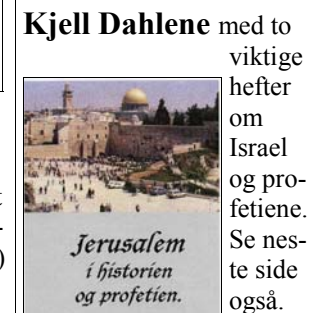 Kjell Dahlene med to
viktige
hefter
om
Israel
og pro-
fetiene.
Se nes-
te side
også.
Jerusalem
i historien
og profetien.